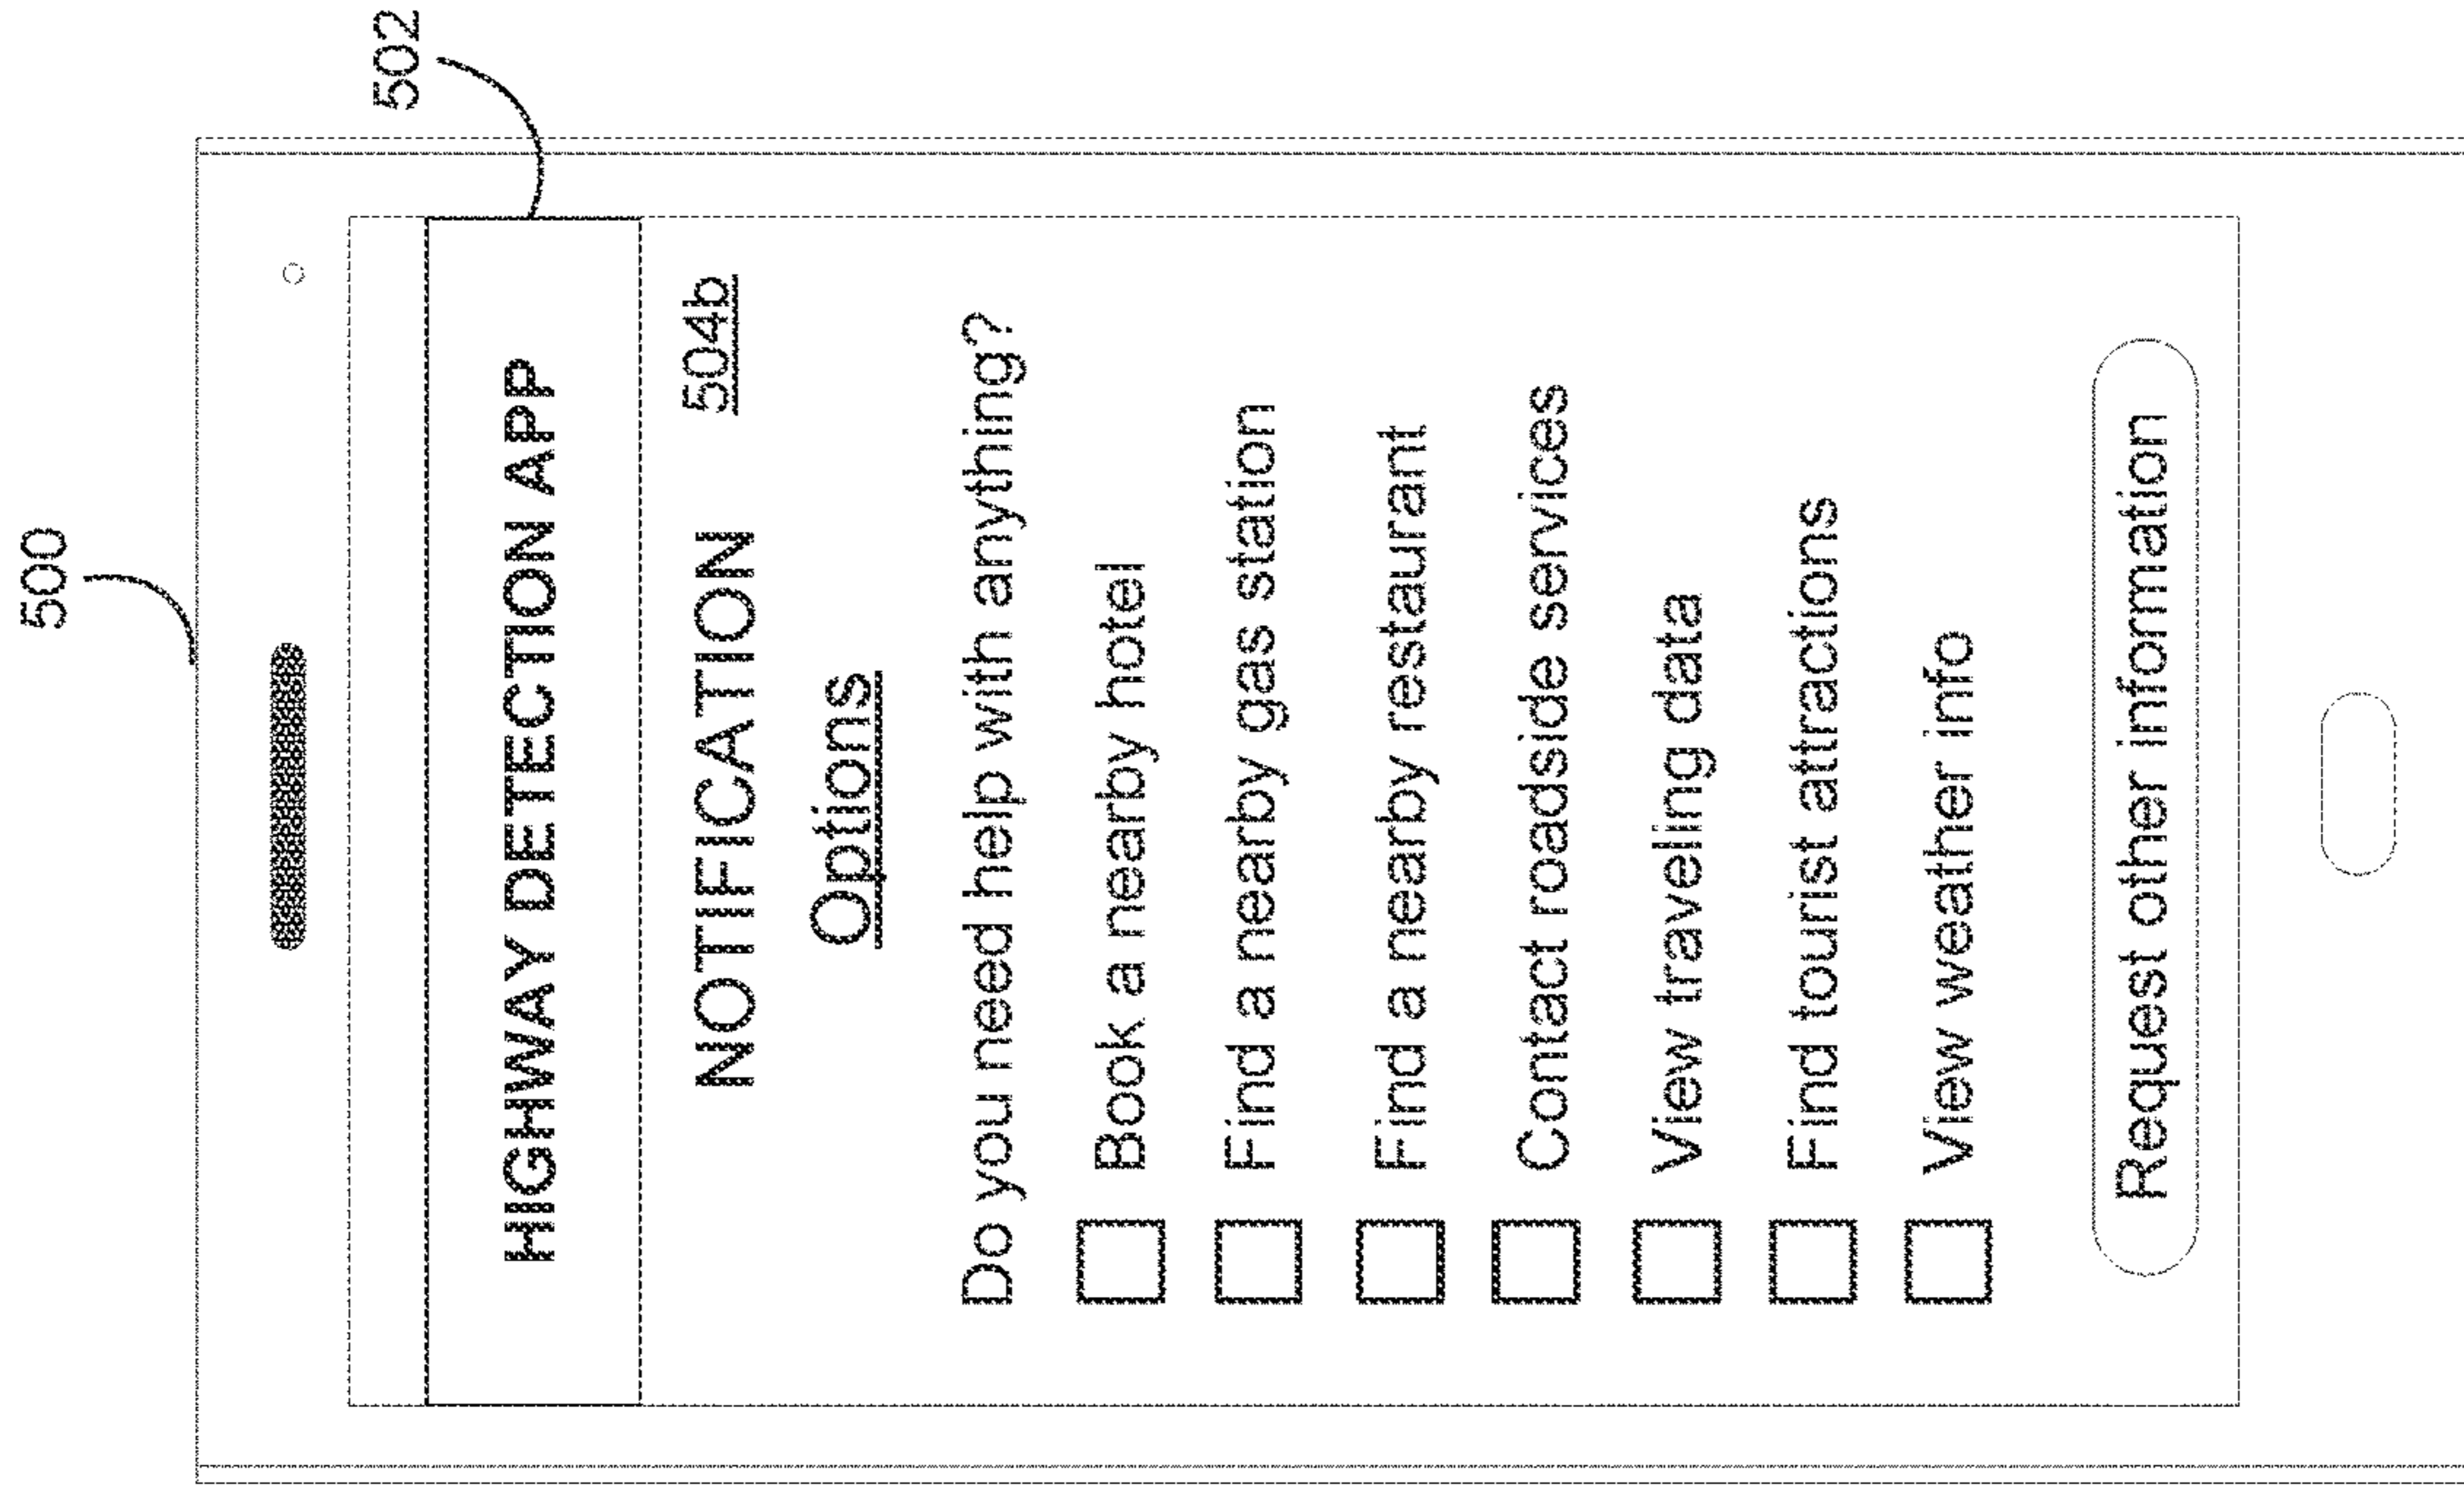 500
502
HIGHWAY DETECTION APP
NOTIFICATION 504b
Options
Do you need help with anything?
Book a nearby hotel
Find a nearby gas station
Find a nearby restaurant
Contact roadside services
View traveling data
Find tourist attractions
View weather info
Request other information